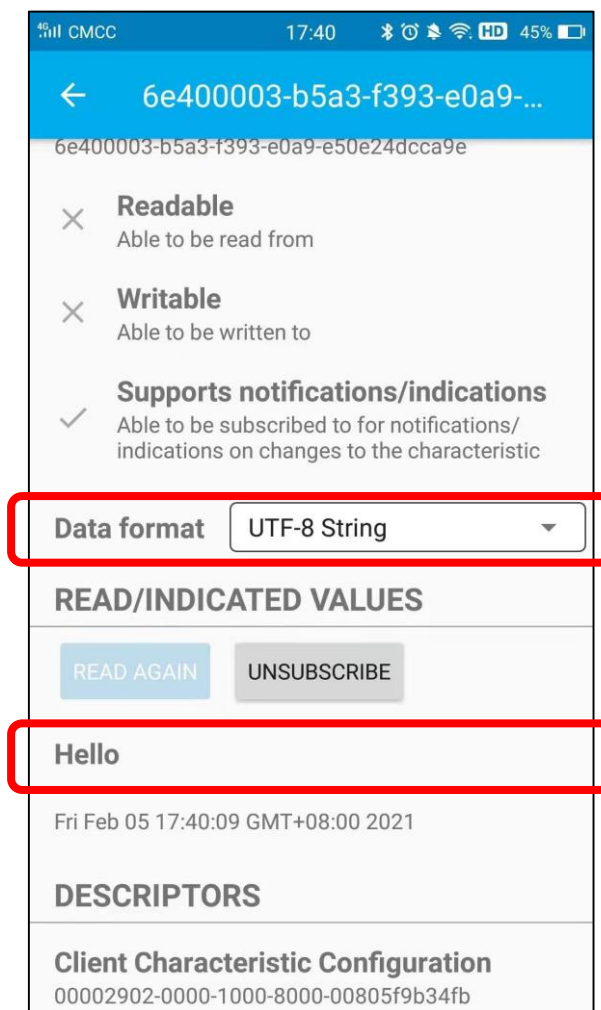 4G CMCC 17:40 HD 45%
6e400003-b5a3-f393-e0a9-...
6e400003-b5a3-f393-e0a9-e50e24dcca9e
Readable
Able to be read from
Writable
Able to be written to
Supports notifications/indications
Able to be subscribed to for notifications/
indications on changes to the characteristic
Data format UTF-8 String
READ/INDICATED VALUES
READ AGAIN UNSUBSCRIBE
Hello
Fri Feb 05 17:40:09 GMT+08:00 2021
DESCRIPTORS
Client Characteristic Configuration
00002902-0000-1000-8000-00805f9b34fb